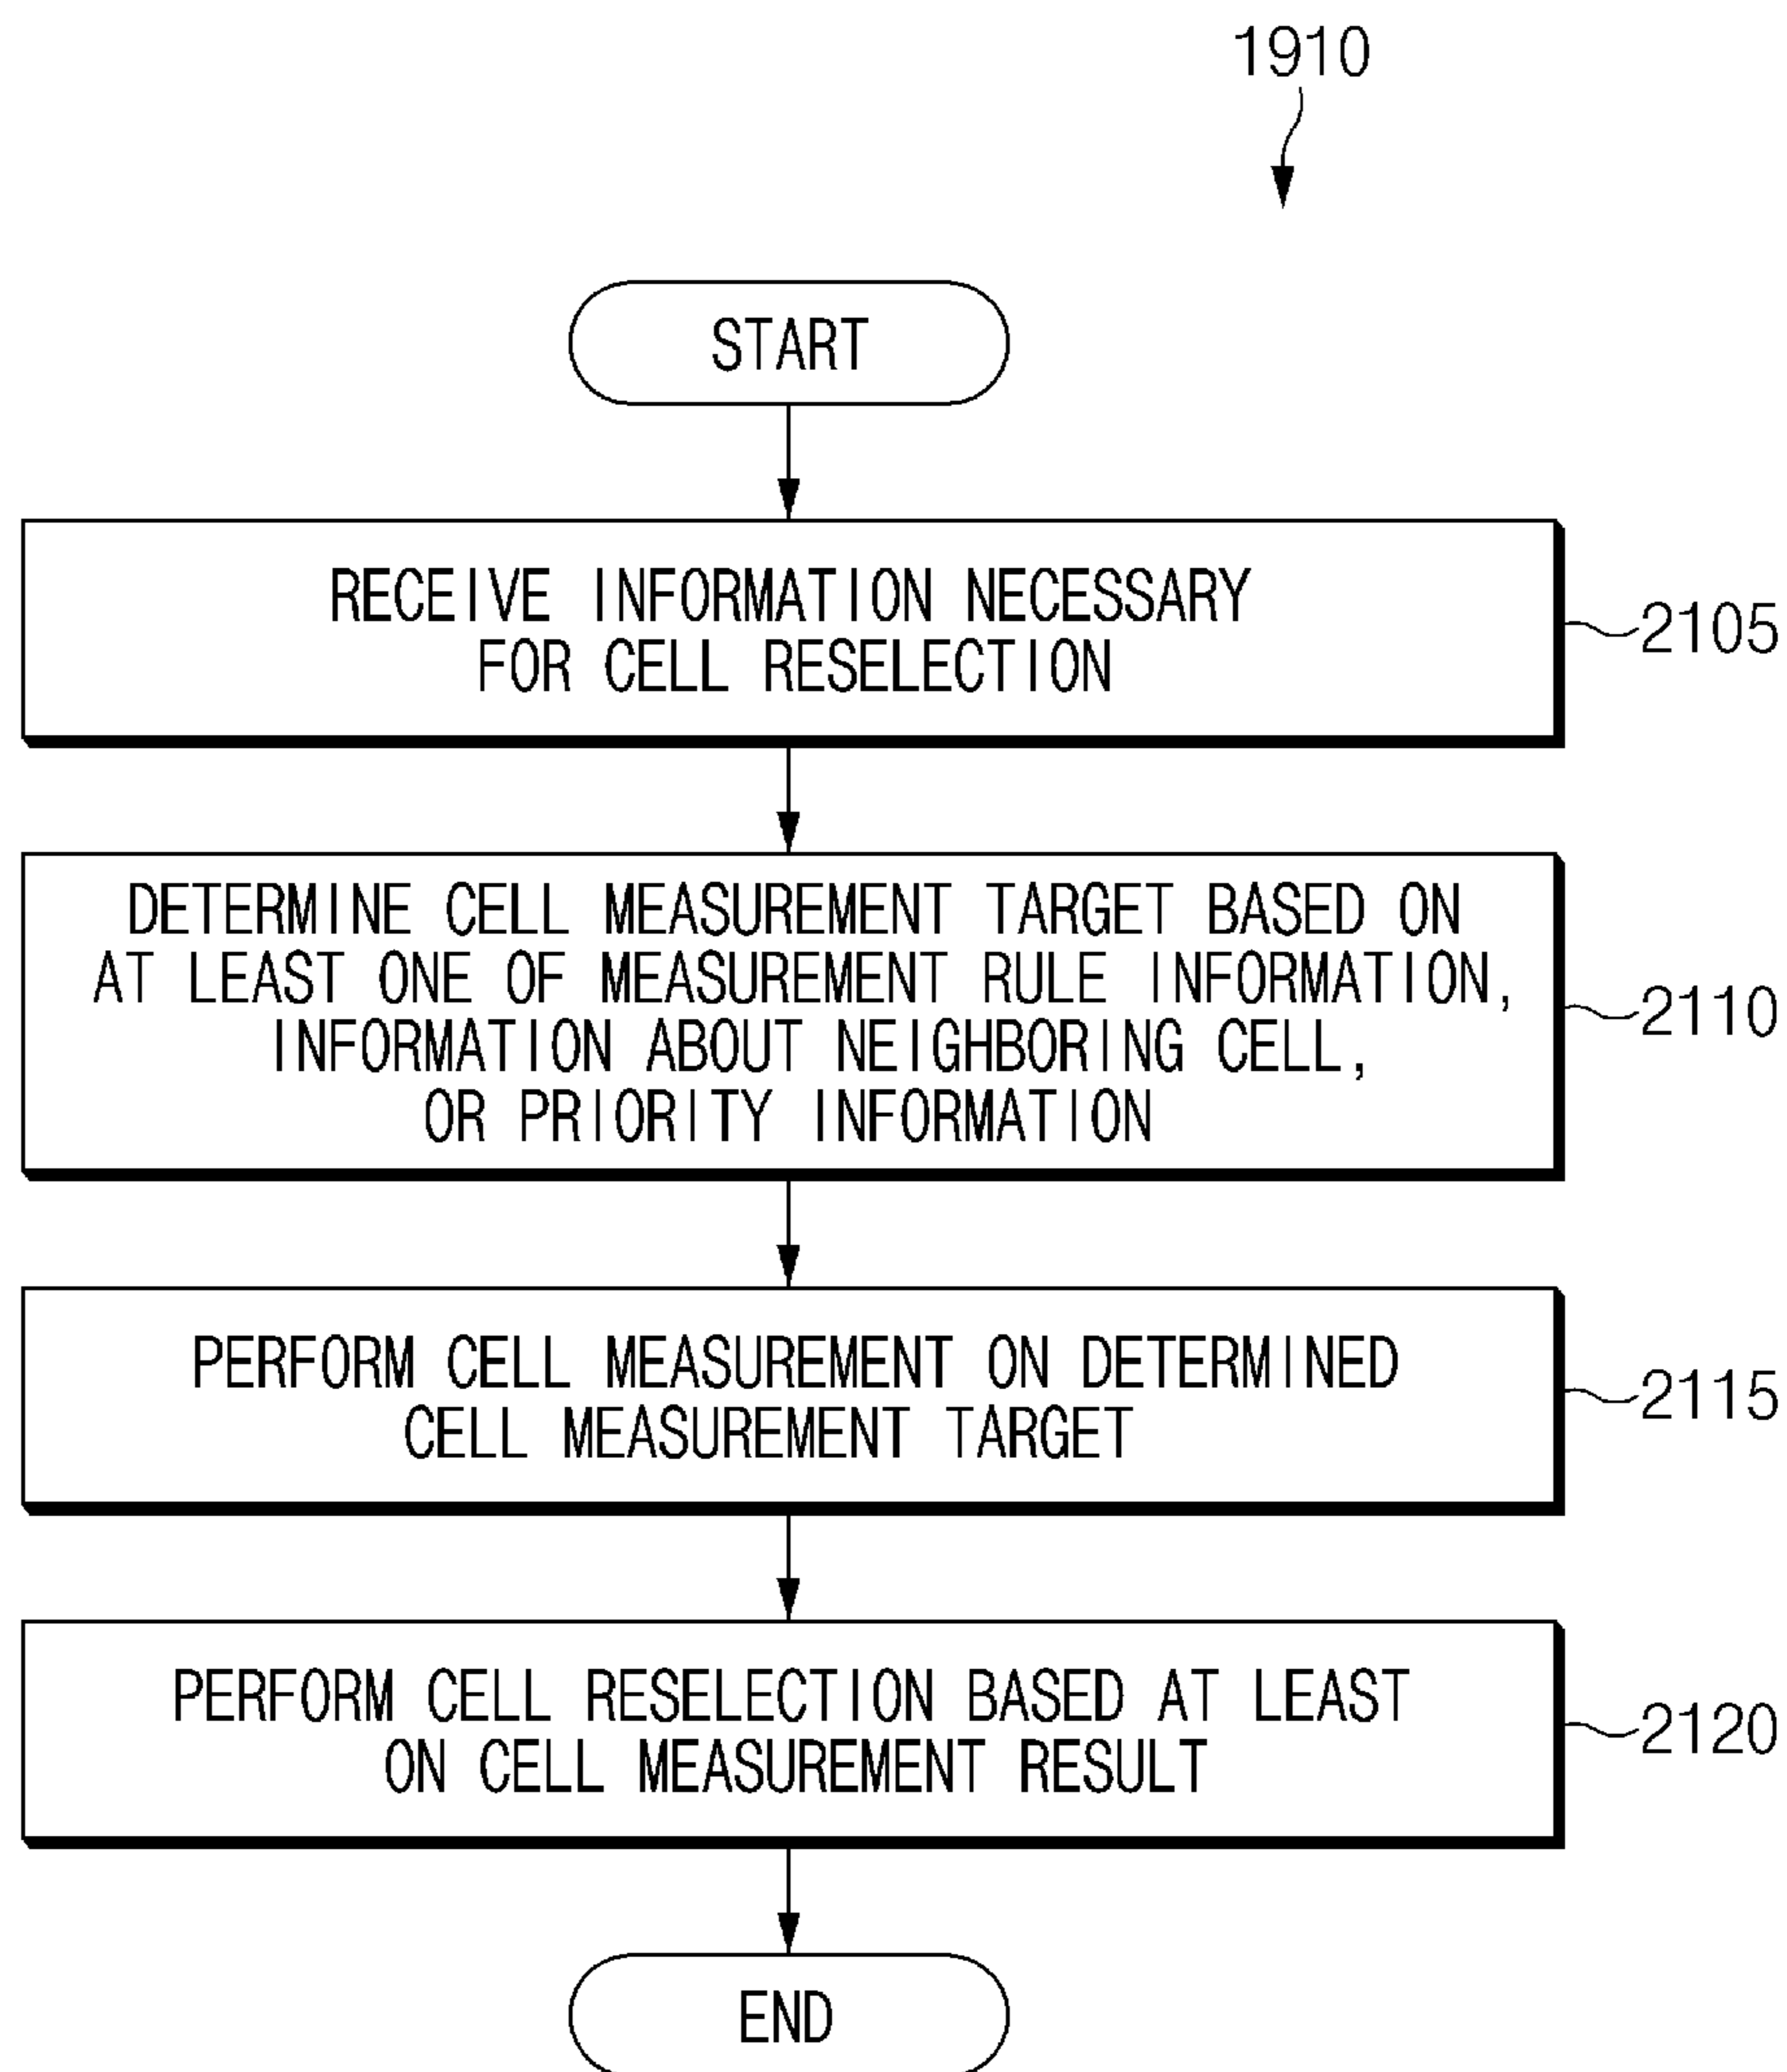 1910
START
RECEIVE INFORMATION NECESSARY
FOR CELL RESELECTION
2105
DETERMINE CELL MEASUREMENT TARGET BASED ON
AT LEAST ONE OF MEASUREMENT RULE INFORMATION,
INFORMATION ABOUT NEIGHBORING CELL,
OR PRIORITY INFORMATION
2110
PERFORM CELL MEASUREMENT ON DETERMINED
CELL MEASUREMENT TARGET
2115
PERFORM CELL RESELECTION BASED AT LEAST
ON CELL MEASUREMENT RESULT
2120
END